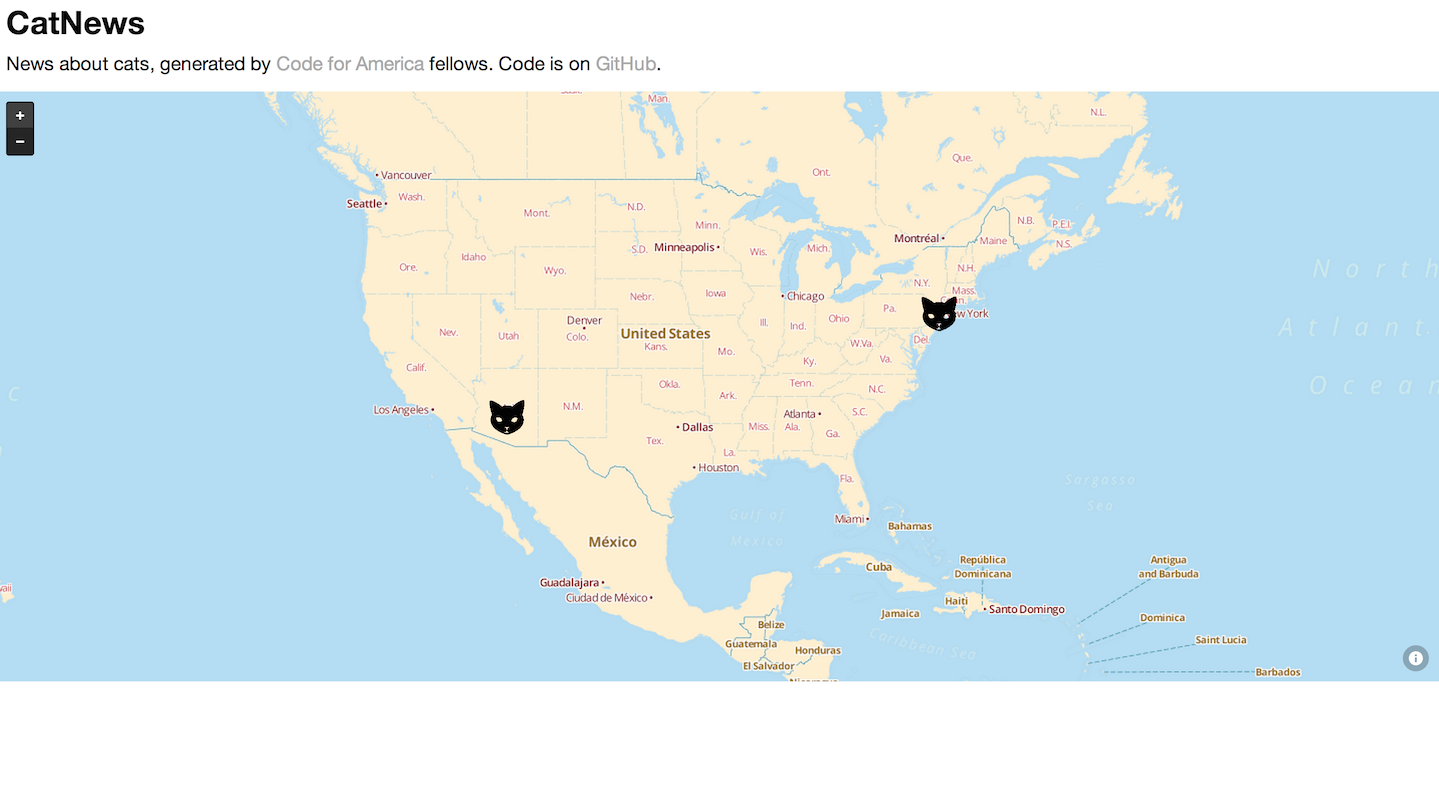 CatNews
News about cats, generated by Code for America fellows. Code is on GitHub.
+
−
Man.
N.L.
Que.
Ont.
Vancouver
Wash.
Seattle
Mont.
N.D.
Minn.
N.B.
P.E.I.
Montréal
Maine
N.S.
S.D.
Minneapolis
Wis.
Mich.
Ore.
Idaho
Wyo.
N.H.
N.Y.
Mass.
Nebr.
Iowa
Chicago
Pa.
Ohio
Denver
Colo.
Ill.
Ind.
Nev.
Utah
United States
Kans.
Mo.
W.Va.
Va.
Del.
Ky.
Calif.
Okla.
Ark.
Tenn.
N.C.
Los Angeles
N.M.
Atlanta
S.C.
Dallas
Tex.
Miss.
Ala.
Ga.
La.
Houston
Fla.
North
Atlant.
Ocean
C
Sargasso
Sea
Gulf of
Mexico
Miami
Bahamas
México
Cuba
República
Dominicana
Antigua
and Barbuda
Guadalajara
Ciudad de México
Haiti
Santo Domingo
Jamaica
Dominica
Belize
Caribbean Sea
Guatemala
Honduras
Saint Lucia
El Salvador
Barbados
i